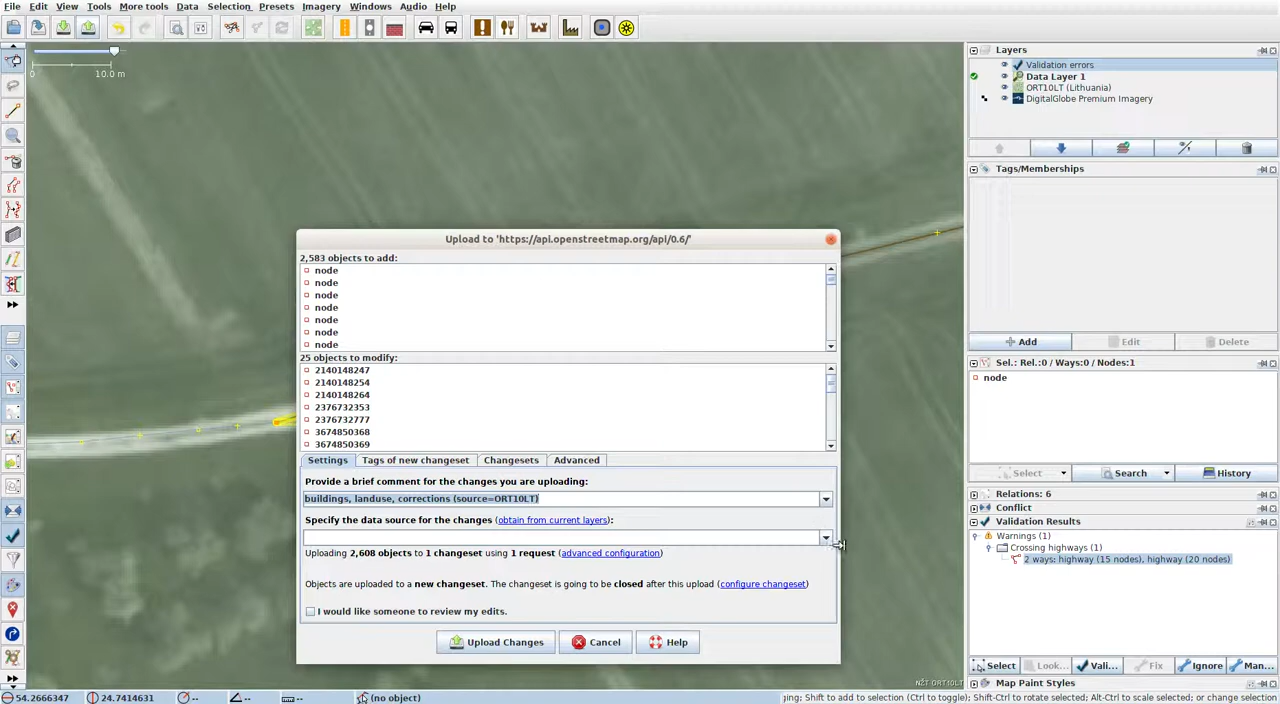 File Edit View Tools More tools Data Selection Presets Imagery Windows Audio Help
0 10.0 m
Layers
Validation errors
Data Layer 1
ORT10LT (Lithuania)
DigitalGlobe Premium Imagery
Tags/Memberships
Add Edit Delete
Sel.: Rel.:0 / Ways:0 / Nodes:1
node
Select Search History
Relations: 6
Conflict
Validation Results
Warnings (1)
Crossing highways (1)
2 ways: highway (15 nodes), highway (20 nodes)
Select Look... Vali... Fix Ignore Man...
Map Paint Styles
Upload to 'https://api.openstreetmap.org/api/0.6/'
2,583 objects to add:
node
node
node
node
node
node
node
25 objects to modify:
2140148247
2140148254
2140148264
2376732353
2376732777
3674850368
3674850369
Settings Tags of new changeset Changesets Advanced
Provide a brief comment for the changes you are uploading:
buildings, landuse, corrections (source=ORT10LT)
Specify the data source for the changes (obtain from current layers):
Uploading 2,608 objects to 1 changeset using 1 request (advanced configuration)
Objects are uploaded to a new changeset. The changeset is going to be closed after this upload (configure changeset)
I would like someone to review my edits.
Upload Changes Cancel Help
NŽT ORT10LT
54.2666347 24.7414631 -- -- -- (no object) jing; Shift to add to selection (Ctrl to toggle); Shift-Ctrl to rotate selected; Alt-Ctrl to scale selected; or change selection